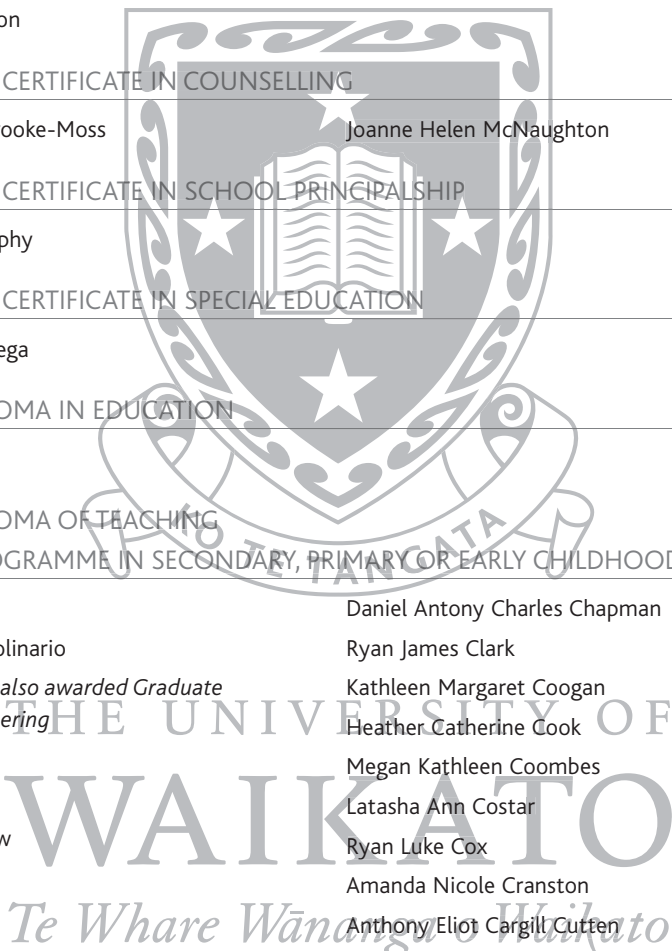 on
CERTIFICATE IN COUNSELLING
ooke-Moss
Joanne Helen McNaughton
CERTIFICATE IN SCHOOL PRINCIPALSHIP
phy
CERTIFICATE IN SPECIAL EDUCATION
ega
OMA IN EDUCATION
OMA OF TEACHING
OGRAMME IN SECONDARY, PRIMARY OR EARLY CHILDHOOD
olinario
also awarded Graduate
ering
w
Daniel Antony Charles Chapman
Ryan James Clark
Kathleen Margaret Coogan
Heather Catherine Cook
Megan Kathleen Coombes
Latasha Ann Costar
Ryan Luke Cox
Amanda Nicole Cranston
Anthony Eliot Cargill Cutten
KO TE TANGATA
THE UNIVERSITY OF
WAIKATO
Te Whare Wānanga o Waikato